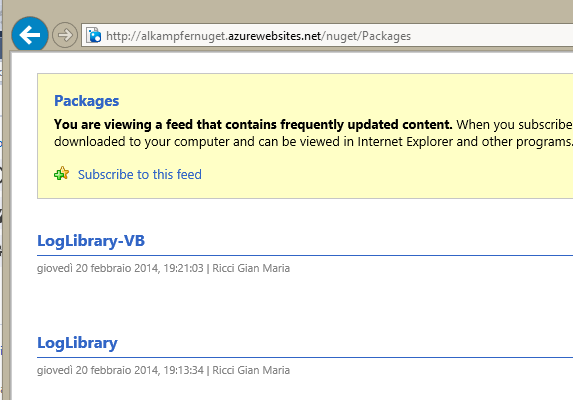 http://alkampfernuget.azurewebsites.net/nuget/Packages
Packages
You are viewing a feed that contains frequently updated content. When you subscribe
downloaded to your computer and can be viewed in Internet Explorer and other programs.
Subscribe to this feed
LogLibrary-VB
giovedì 20 febbraio 2014, 19:21:03 | Ricci Gian Maria
LogLibrary
giovedì 20 febbraio 2014, 19:13:34 | Ricci Gian Maria